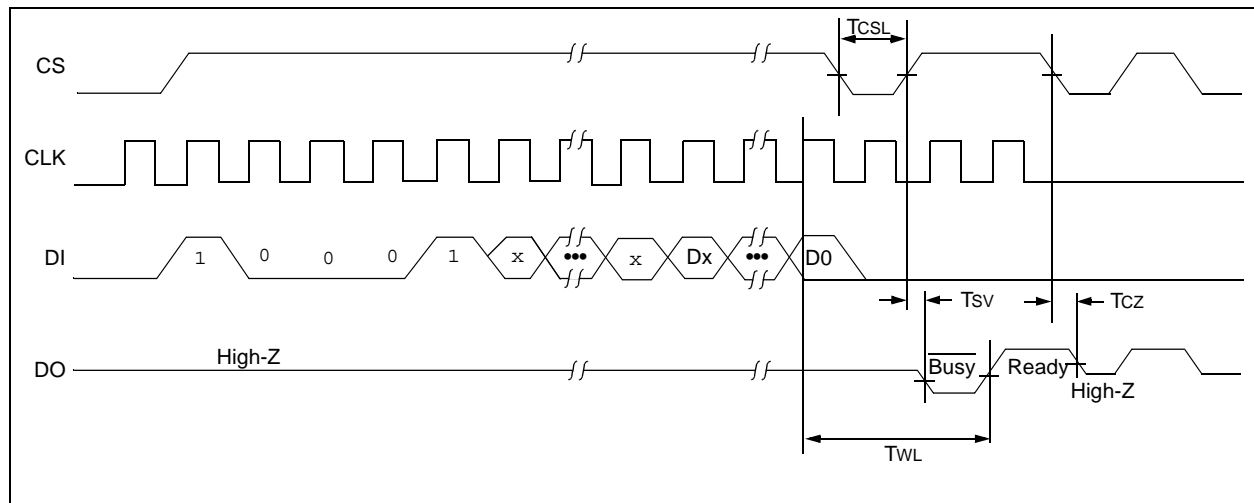 TCSL
CS
CLK
DI
1 0 0 0 1 x ••• x Dx ••• D0
TSV
TCZ
DO
High-Z
Busy
Ready
High-Z
TWL